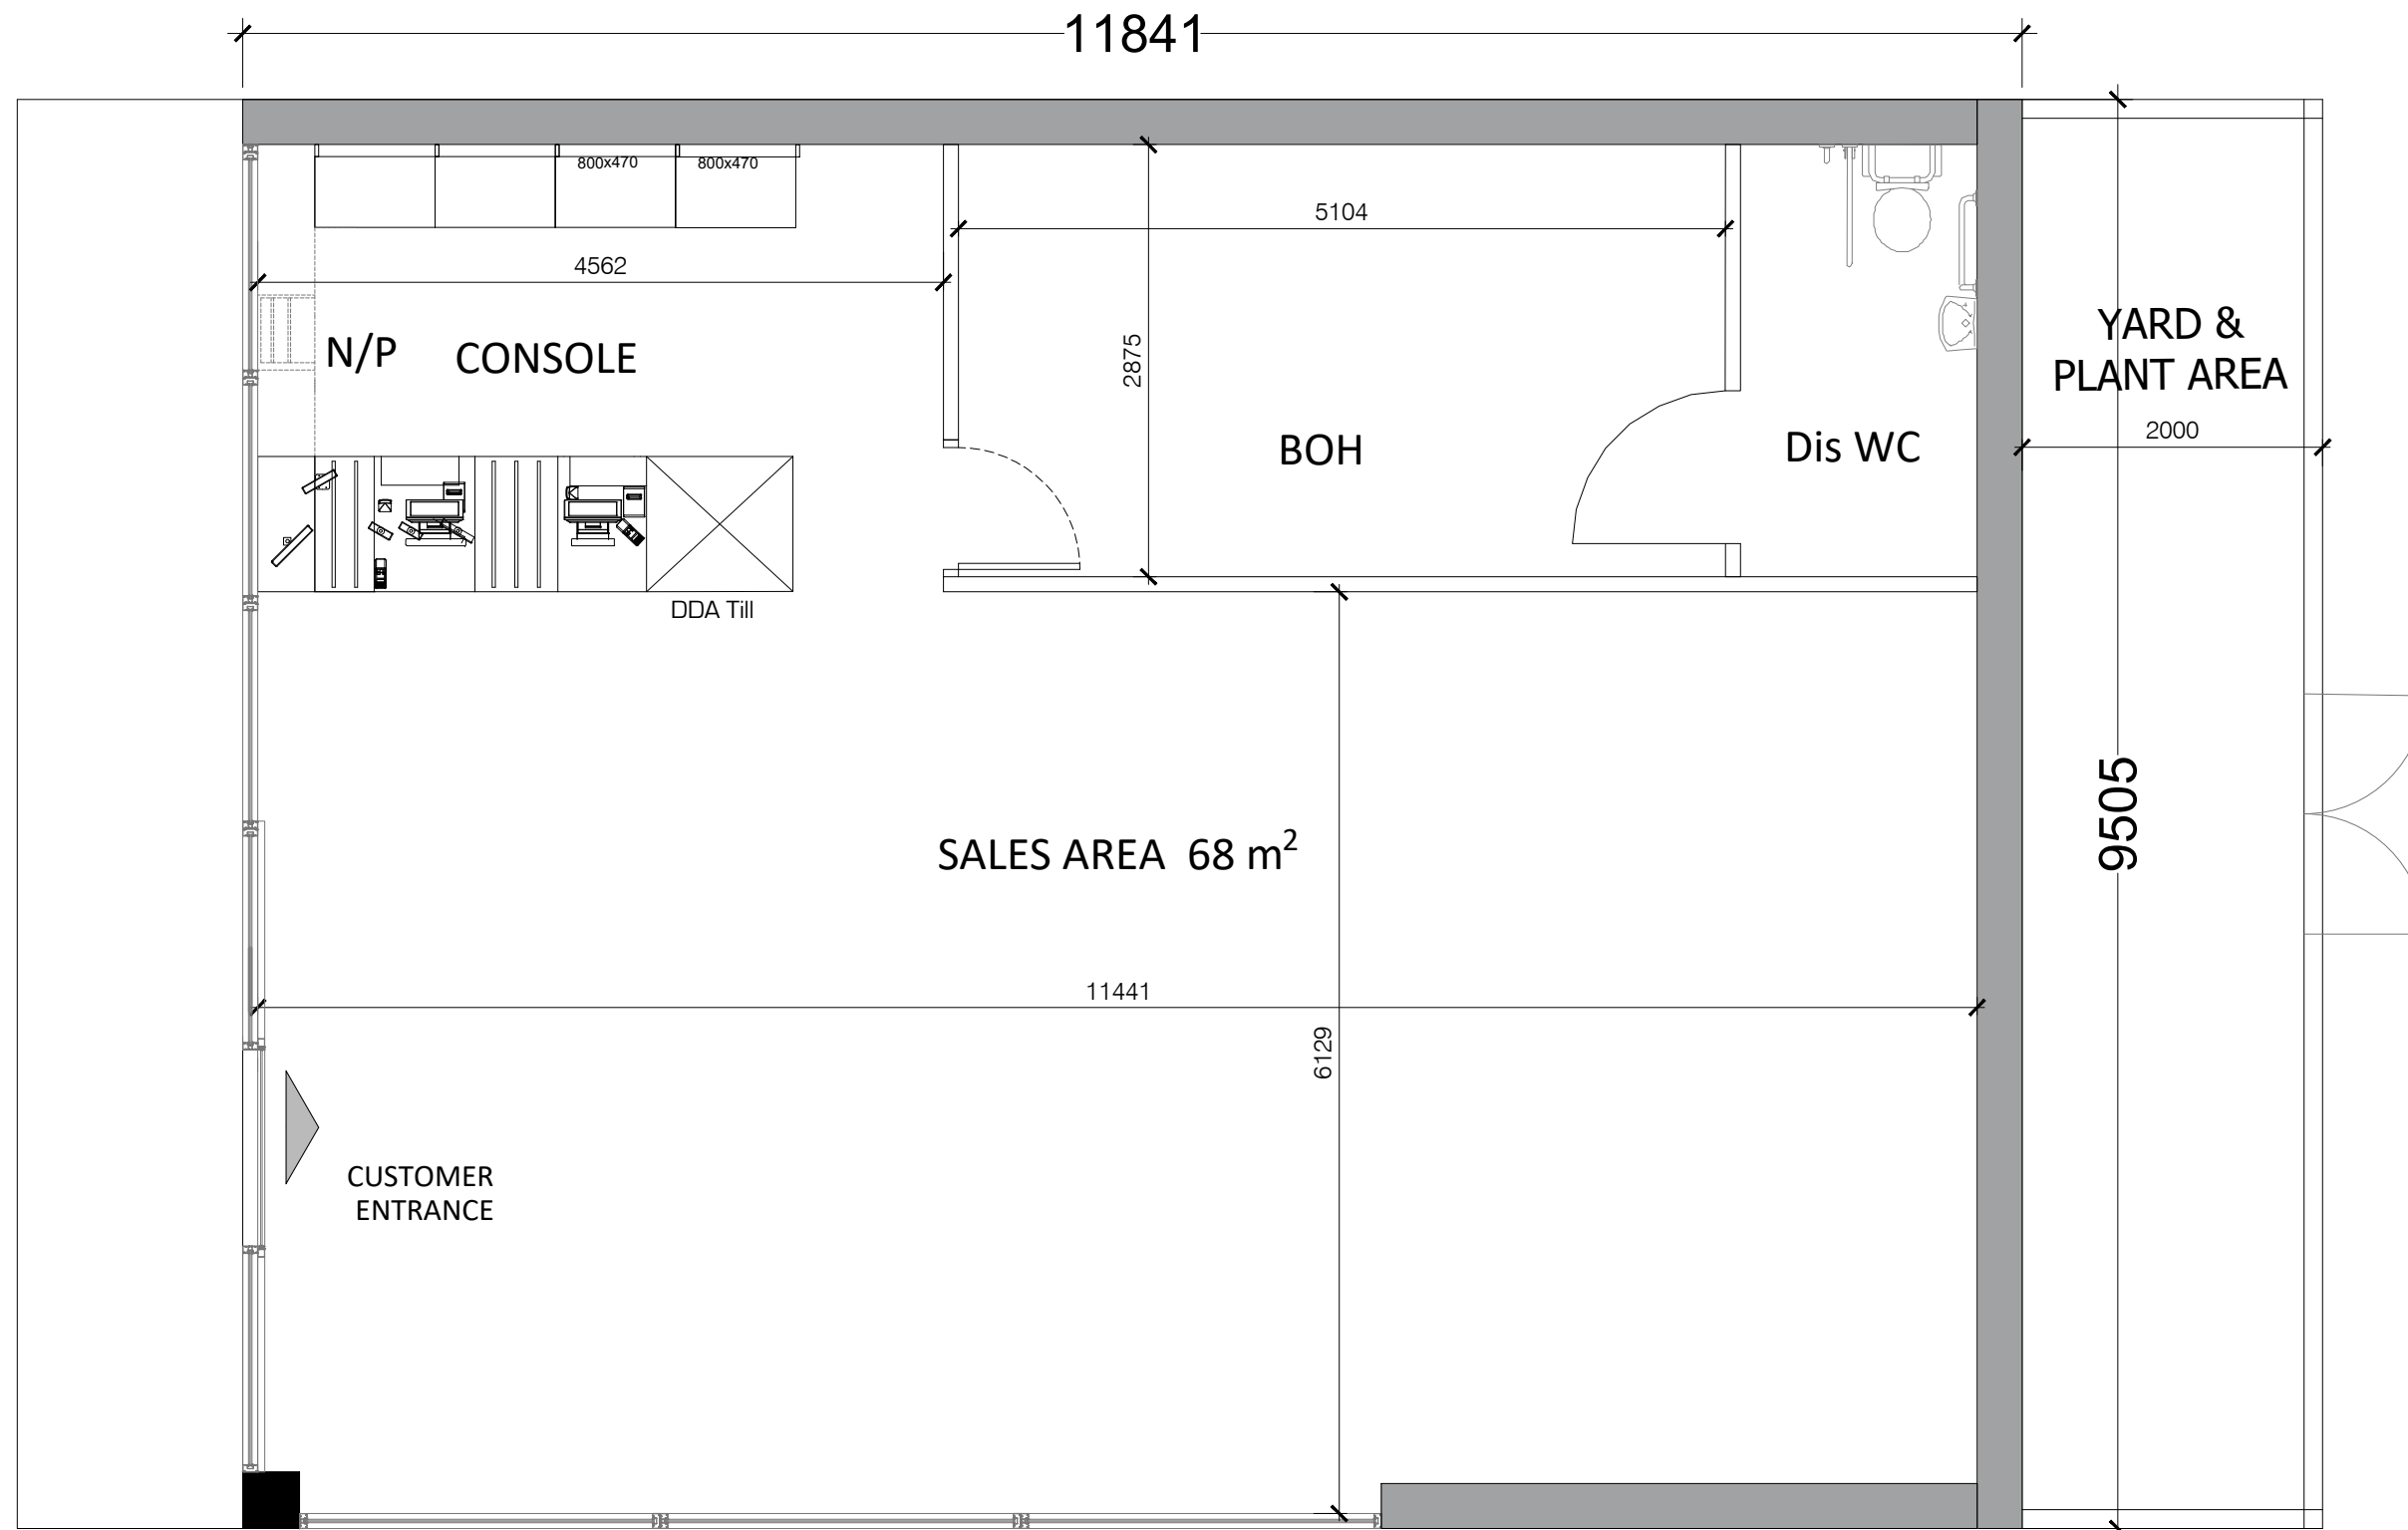 11841
800x470
800x470
5104
4562
N/P
CONSOLE
2875
YARD &
PLANT AREA
2000
BOH
Dis WC
DDA Till
9505
SALES AREA 68 m²
11441
6129
CUSTOMER
ENTRANCE